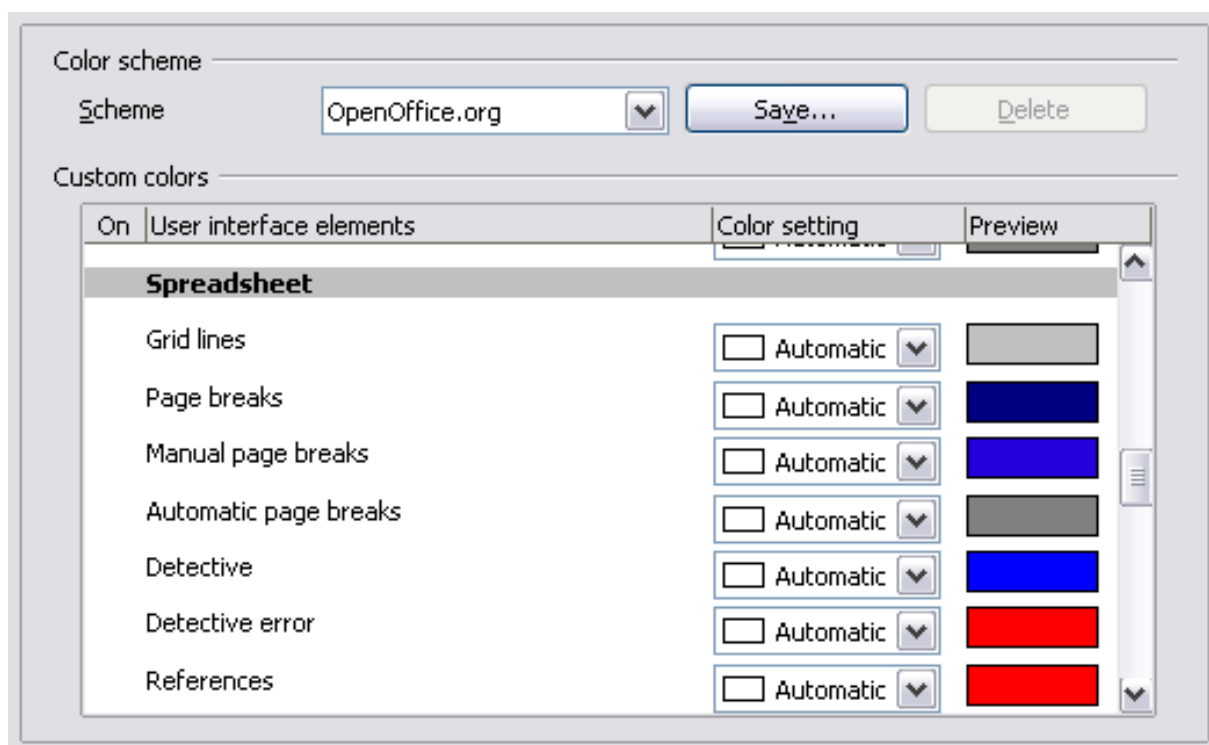 Color scheme
Scheme OpenOffice.org Save... Delete
Custom colors
On User interface elements Color setting Preview
Spreadsheet
Grid lines Automatic
Page breaks Automatic
Manual page breaks Automatic
Automatic page breaks Automatic
Detective Automatic
Detective error Automatic
References Automatic